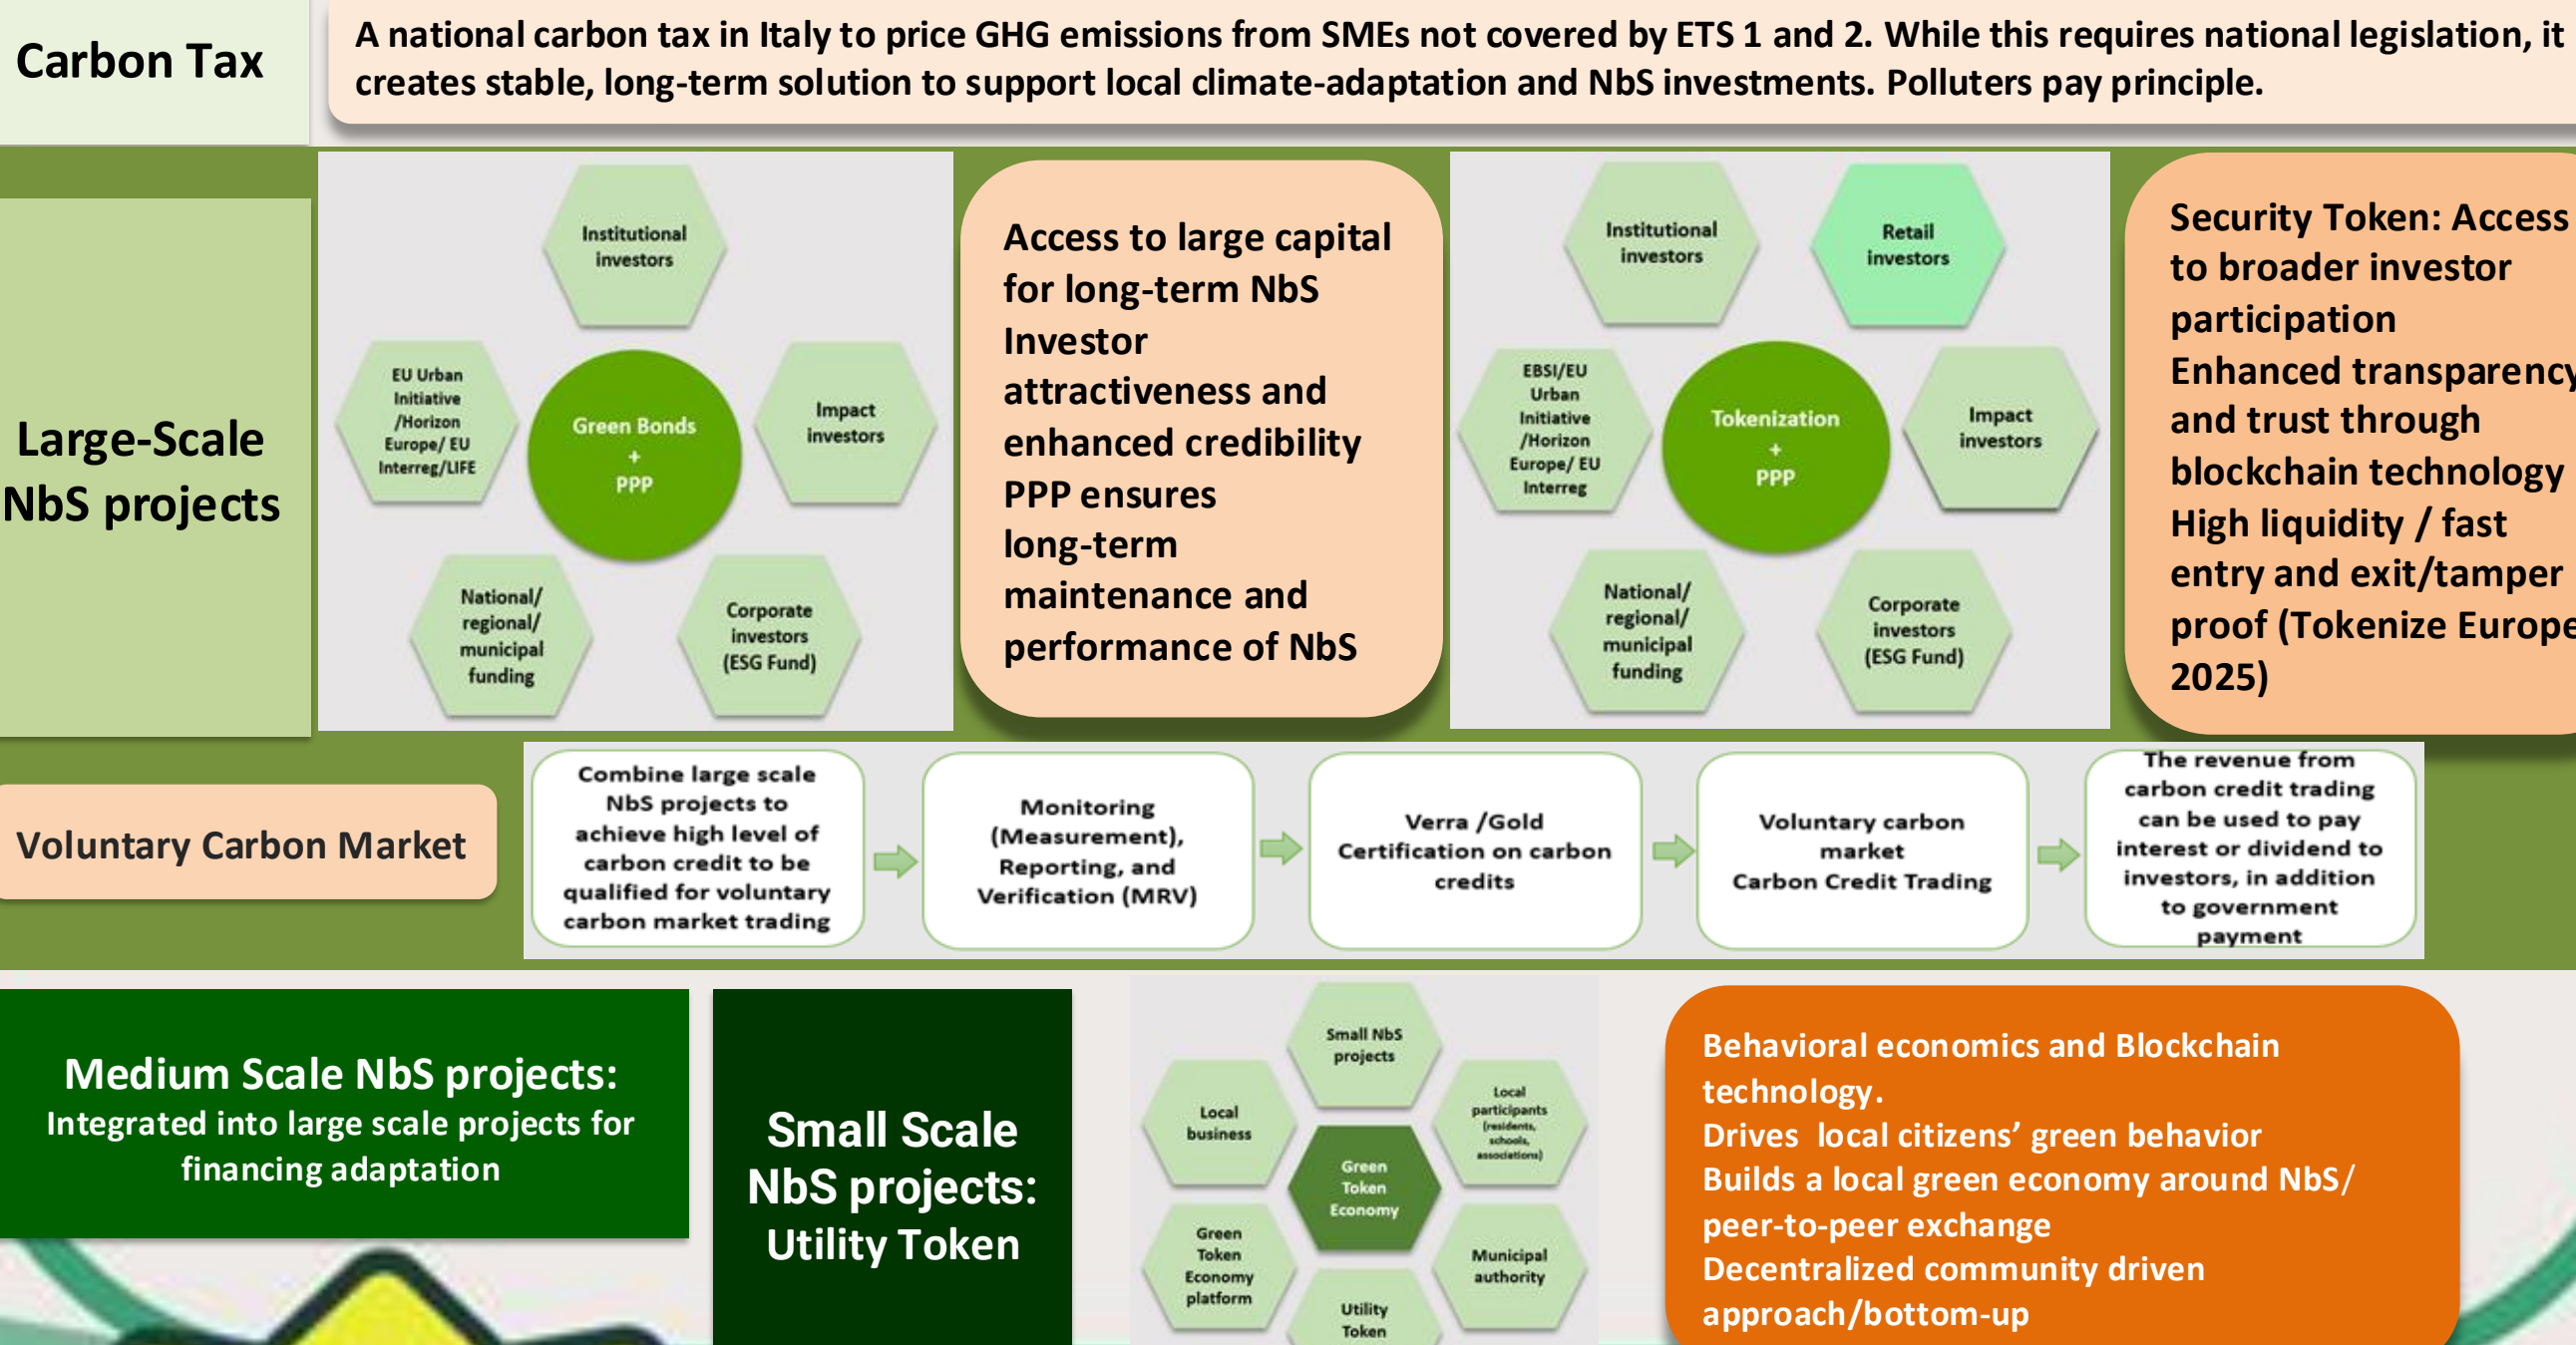 Carbon Tax
A national carbon tax in Italy to price GHG emissions from SMEs not covered by ETS 1 and 2. While this requires national legislation, it
creates stable, long-term solution to support local climate-adaptation and NbS investments. Polluters pay principle.
Large-Scale
NbS projects
Institutional
investors
EU Urban
Initiative
/Horizon
Europe/ EU
Interreg/LIFE
Green Bonds
+
PPP
Impact
investors
National/
regional/
municipal
funding
Corporate
investors
(ESG Fund)
Access to large capital
for long-term NbS
Investor
attractiveness and
enhanced credibility
PPP ensures
long-term
maintenance and
performance of NbS
Institutional
investors
Retail
investors
EBSI/EU
Urban
Initiative
/Horizon
Europe/ EU
Interreg
Tokenization
+
PPP
Impact
investors
National/
regional/
municipal
funding
Corporate
investors
(ESG Fund)
Security Token: Access
to broader investor
participation
Enhanced transparency
and trust through
blockchain technology
High liquidity / fast
entry and exit/tamper
proof (Tokenize Europe
2025)
Voluntary Carbon Market
Combine large scale
NbS projects to
achieve high level of
carbon credit to be
qualified for voluntary
carbon market trading
Monitoring
(Measurement),
Reporting, and
Verification (MRV)
Verra /Gold
Certification on carbon
credits
Voluntary carbon
market
Carbon Credit Trading
The revenue from
carbon credit trading
can be used to pay
interest or dividend to
investors, in addition
to government
payment
Medium Scale NbS projects:
Integrated into large scale projects for
financing adaptation
Small Scale
NbS projects:
Utility Token
Small NbS
projects
Local
business
Local
participants
(residents,
schools,
associations)
Green
Token
Economy
Green
Token
Economy
platform
Municipal
authority
Utility
Token
Behavioral economics and Blockchain
technology.
Drives  local citizens’ green behavior
Builds a local green economy around NbS/
peer-to-peer exchange
Decentralized community driven
approach/bottom-up